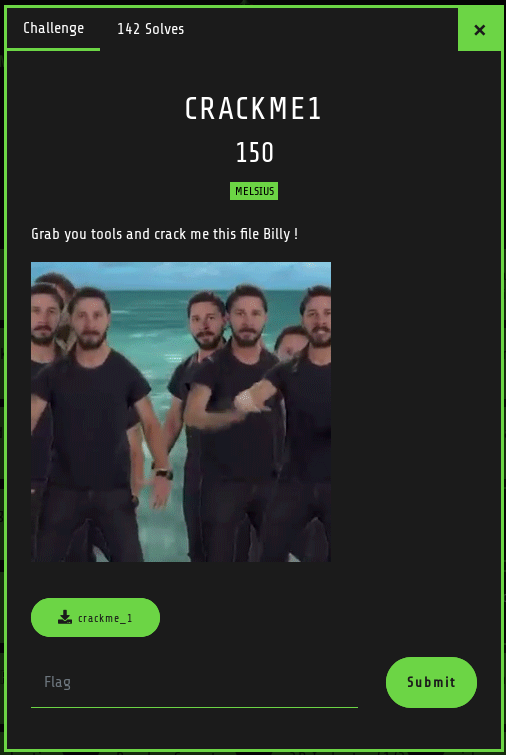 Challenge
142 Solves
×
CRACKME1
150
MELSIUS
Grab you tools and crack me this file Billy !
crackme_1
Flag
Submit